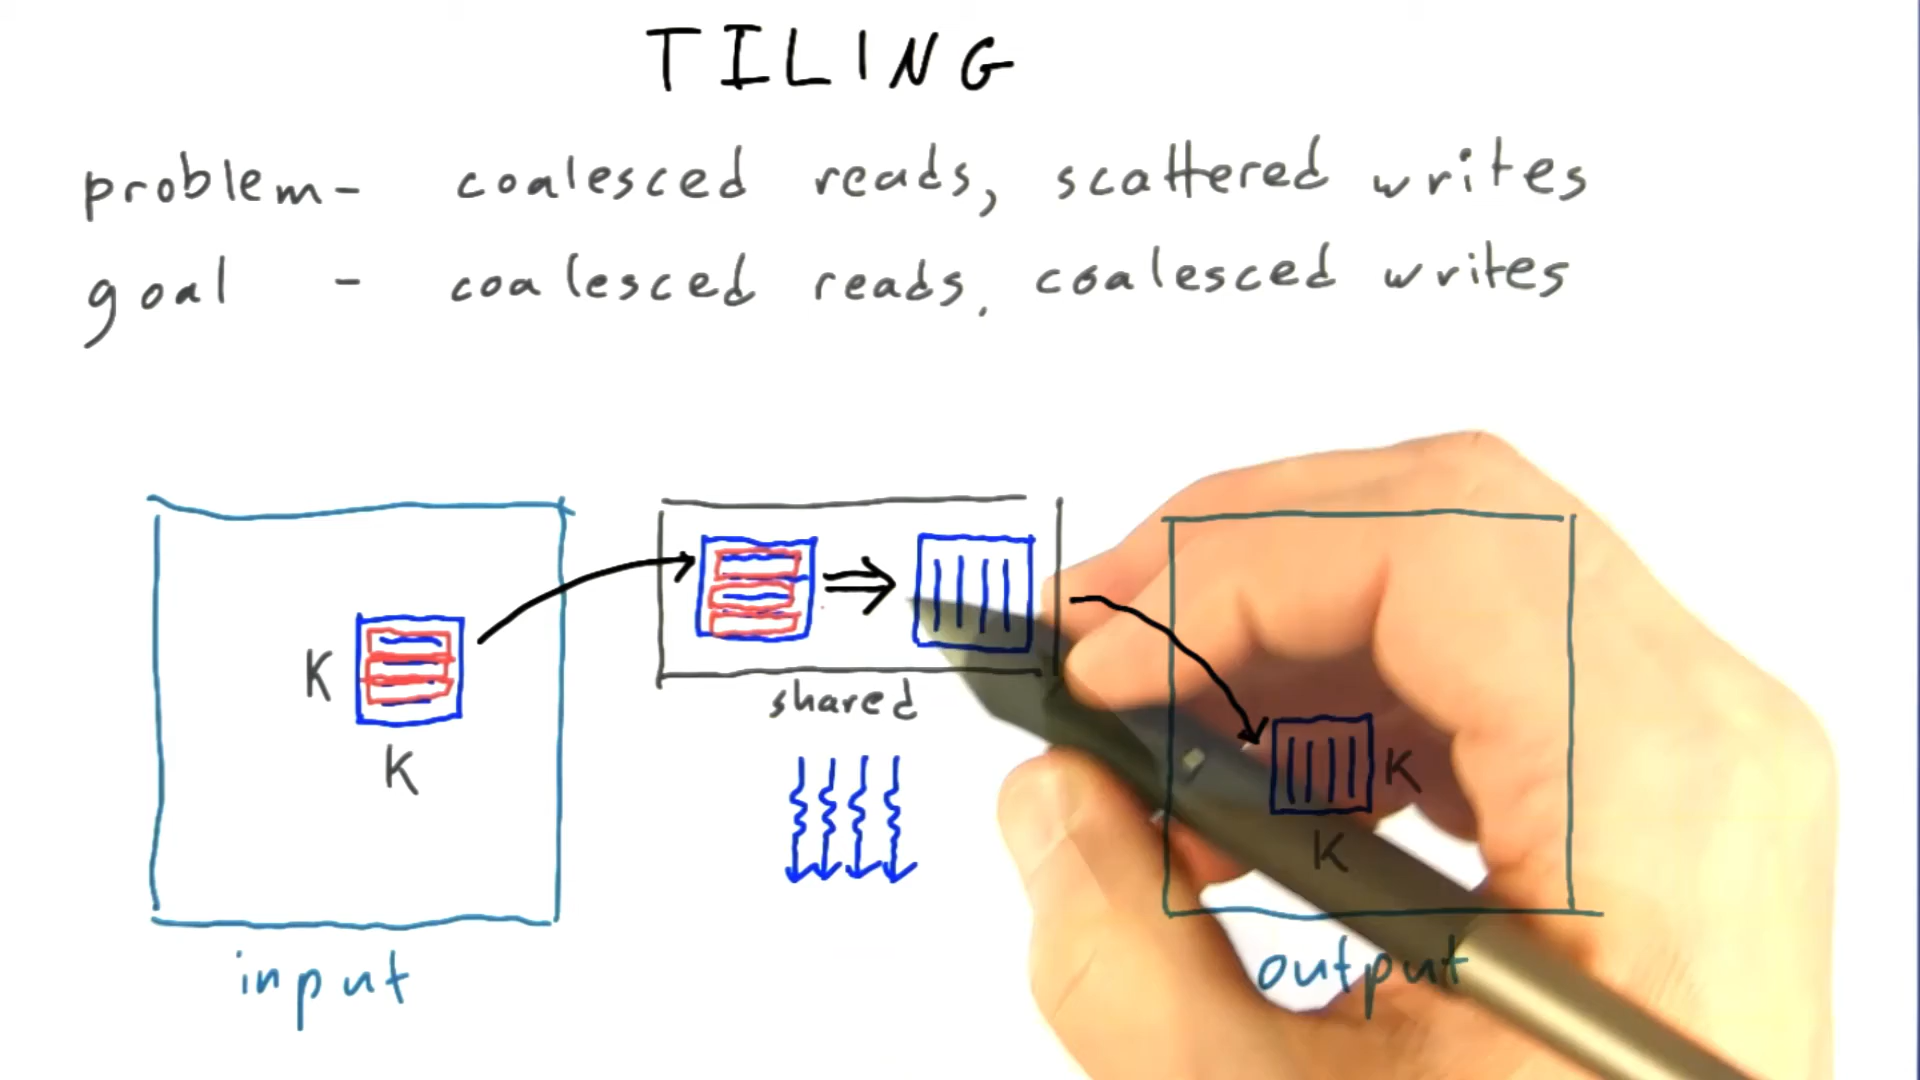 TILING
problem- coalesced reads, scattered writes
goal - coalesced reads, coalesced writes
K
K
shared
K
K
input
output